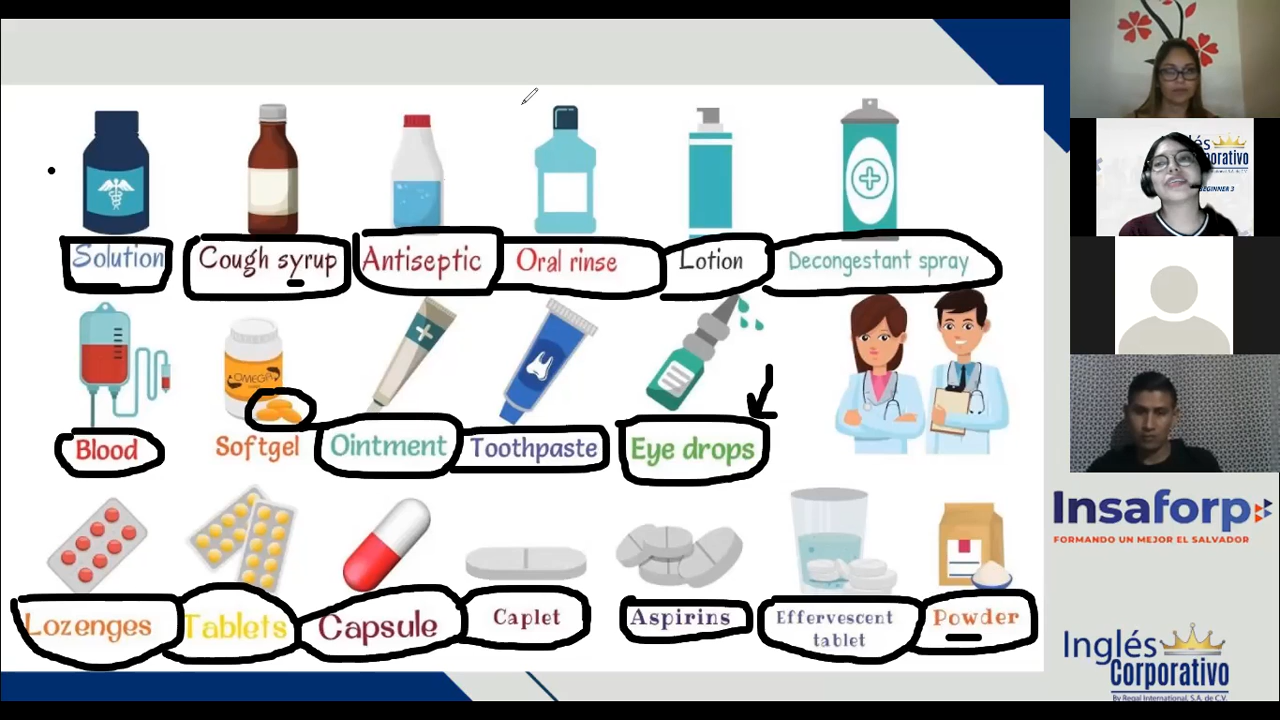 Solution Cough syrup Antiseptic Oral rinse Lotion Decongestant spray
OMEGA
Blood Softgel Ointment Toothpaste Eye drops
Lozenges Tablets Capsule Caplet Aspirins Effervescent tablet Powder
Inglés
Corporativo
BEGINNER 3
Insaforp
FORMANDO UN MEJOR EL SALVADOR
Inglés
Corporativo
By Regal International, S.A. de C.V.